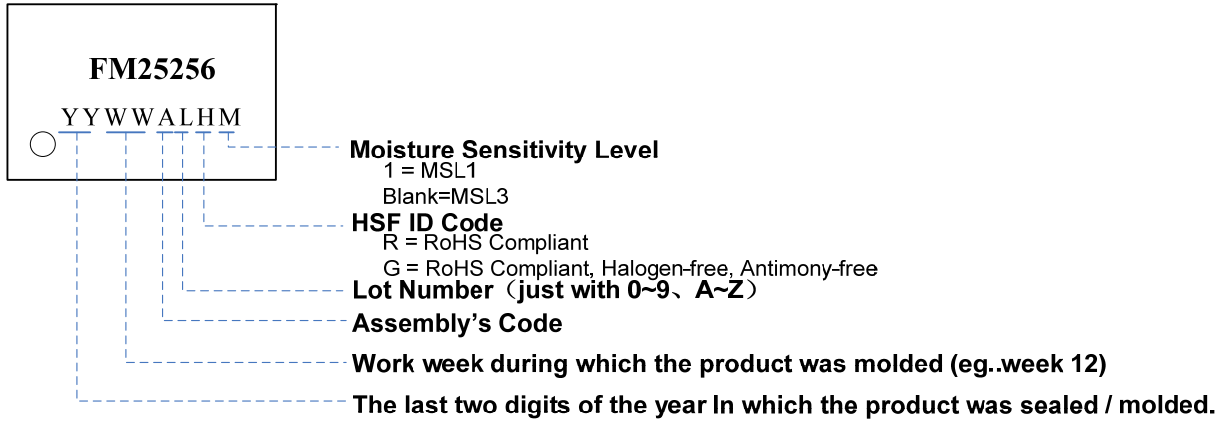 FM25256
YYWWALHM
Moisture Sensitivity Level
1 = MSL1
Blank=MSL3
HSF ID Code
R = RoHS Compliant
G = RoHS Compliant, Halogen-free, Antimony-free
Lot Number（just with 0~9、A~Z）
Assembly’s Code
Work week during which the product was molded (eg..week 12)
The last two digits of the year In which the product was sealed / molded.